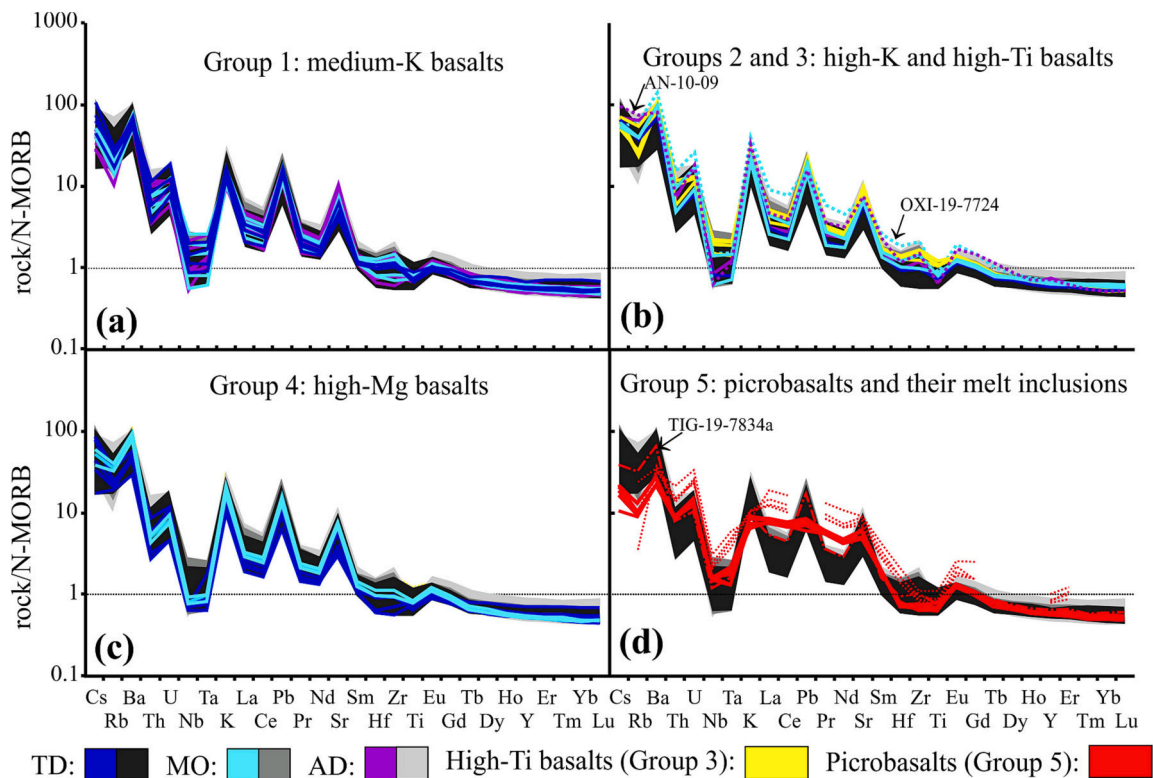 1000
100
10
1
0.1
rock/N-MORB
Group 1: medium-K basalts
(a)
Groups 2 and 3: high-K and high-Ti basalts
AN-10-09
OXI-19-7724
(b)
100
10
1
0.1
rock/N-MORB
Group 4: high-Mg basalts
(c)
Group 5: picrobasalts and their melt inclusions
TIG-19-7834a
(d)
Cs Ba U Ta La Pb Nd Sm Zr Eu Tb Ho Er Yb Cs Ba U Ta La Pb Nd Sm Zr Eu Tb Ho Er Yb
Rb Th Nb K Ce Pr Sr Hf Ti Gd Dy Y Tm Lu Rb Th Nb K Ce Pr Sr Hf Ti Gd Dy Y Tm Lu
TD: MO: AD: High-Ti basalts (Group 3): Picrobasalts (Group 5):